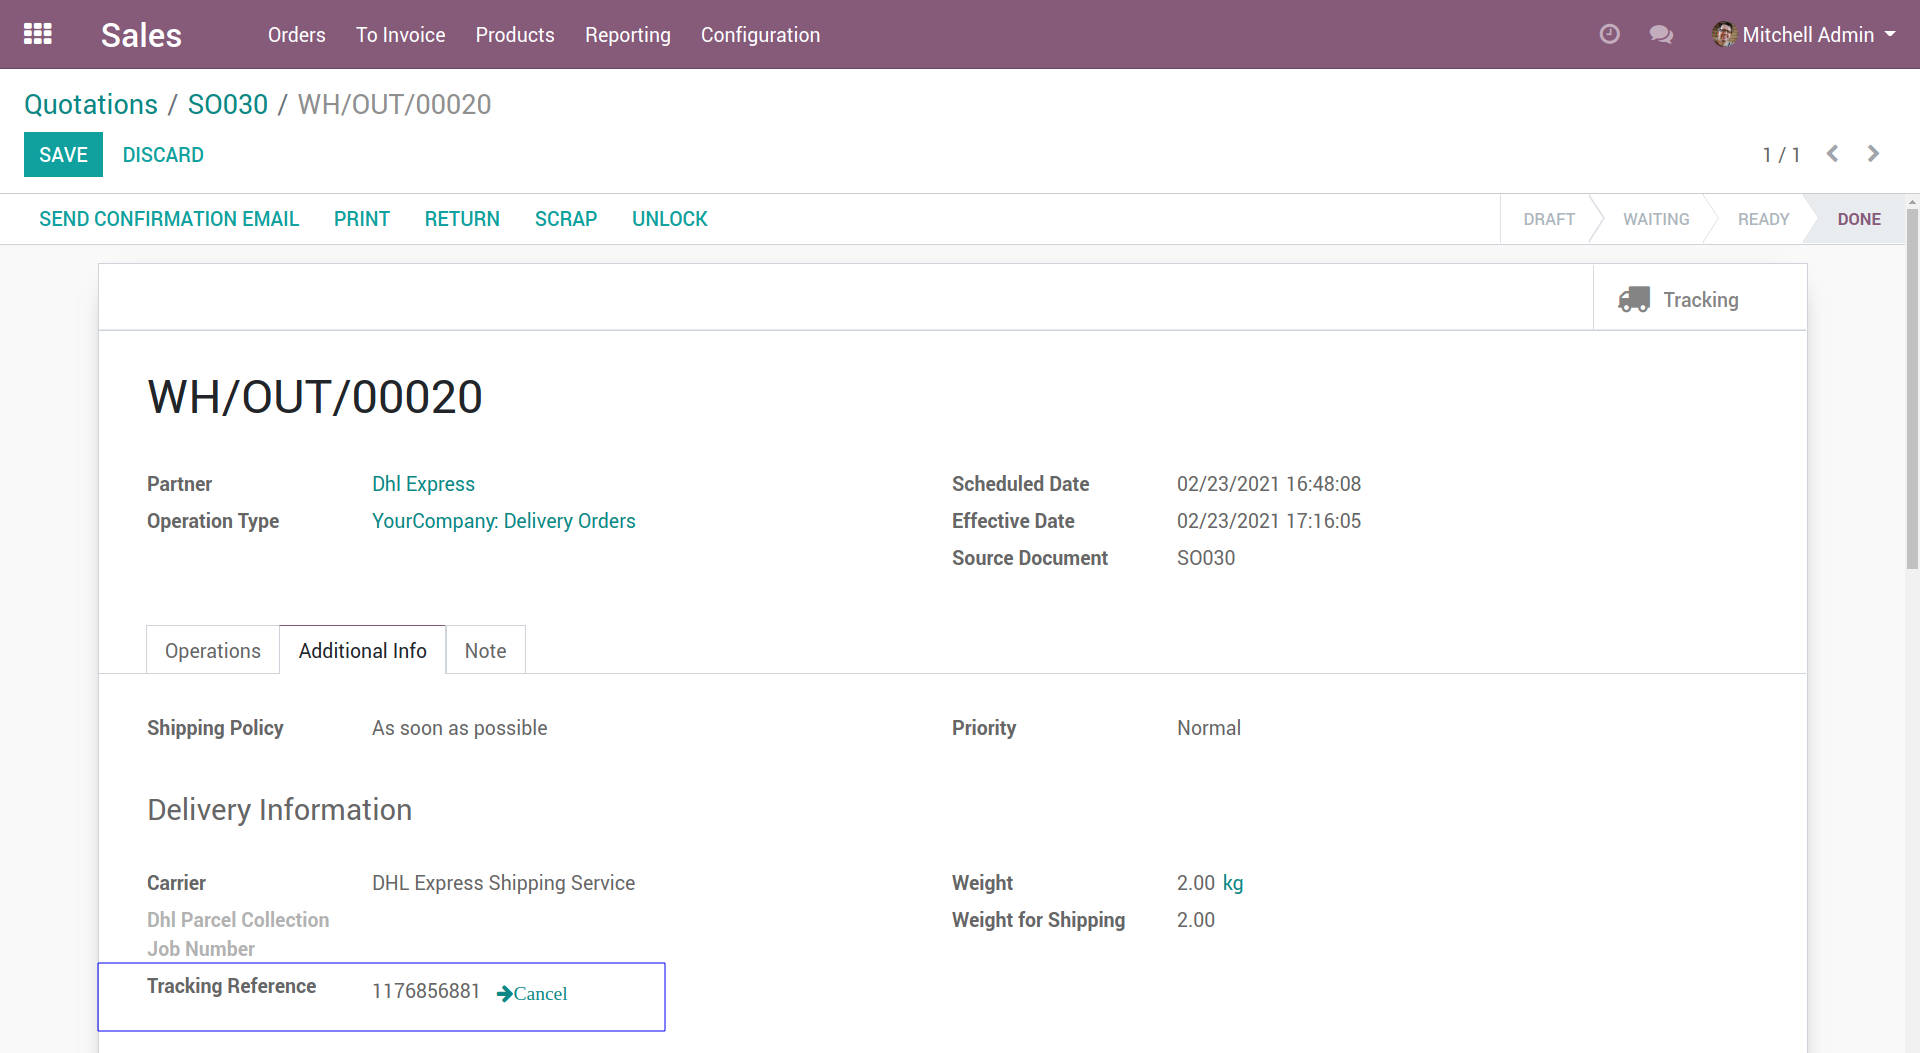 Sales Orders To Invoice Products Reporting Configuration Mitchell Admin
Quotations / SO030 / WH/OUT/00020
SAVE DISCARD 1 / 1
SEND CONFIRMATION EMAIL PRINT RETURN SCRAP UNLOCK DRAFT WAITING READY DONE
Tracking
WH/OUT/00020
Partner Dhl Express Scheduled Date 02/23/2021 16:48:08
Operation Type YourCompany: Delivery Orders Effective Date 02/23/2021 17:16:05
Source Document SO030
Operations Additional Info Note
Shipping Policy As soon as possible Priority Normal
Delivery Information
Carrier DHL Express Shipping Service Weight 2.00 kg
Dhl Parcel Collection Weight for Shipping 2.00
Job Number
Tracking Reference 1176856881 Cancel